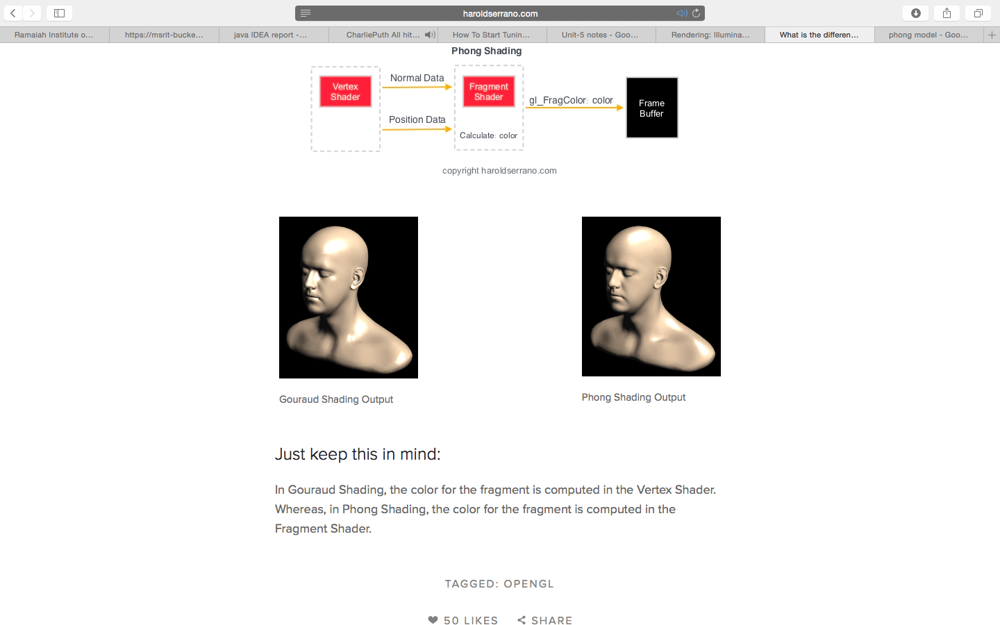 haroldserrano.com
Ramaiah Institute o...
https://msrit-bucke...
java IDEA report -...
CharliePuth All hit...
How To Start Tunin...
Unit-5 notes - Goo...
Rendering: Illumina...
What is the differen...
phong model - Goo...
Phong Shading
Vertex
Shader
Normal Data
Position Data
Fragment
Shader
Calculate: color
gl_FragColor: color
Frame
Buffer
copyright haroldserrano.com
Gouraud Shading Output
Phong Shading Output
Just keep this in mind:
In Gouraud Shading, the color for the fragment is computed in the Vertex Shader.
Whereas, in Phong Shading, the color for the fragment is computed in the
Fragment Shader.
TAGGED: OPENGL
50 LIKES SHARE